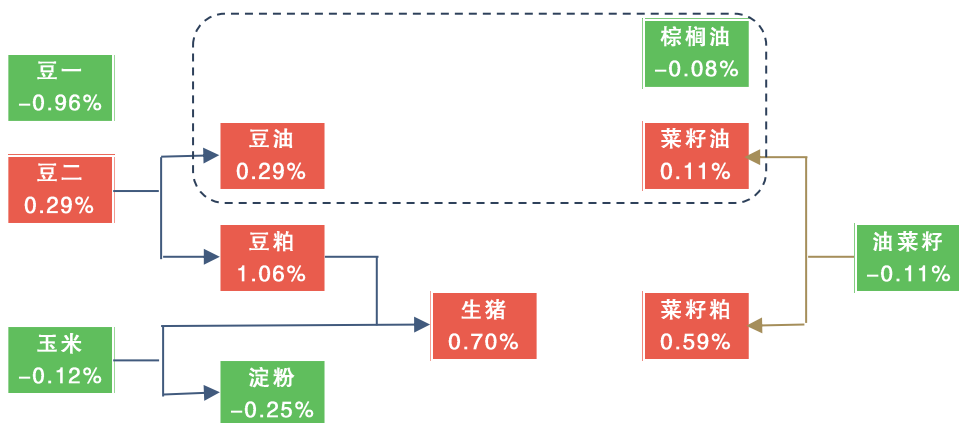 棕榈油
-0.08%
豆一
-0.96%
豆油
0.29%
菜籽油
0.11%
豆二
0.29%
豆粕
1.06%
油菜籽
-0.11%
生猪
0.70%
菜籽粕
0.59%
玉米
-0.12%
淀粉
-0.25%